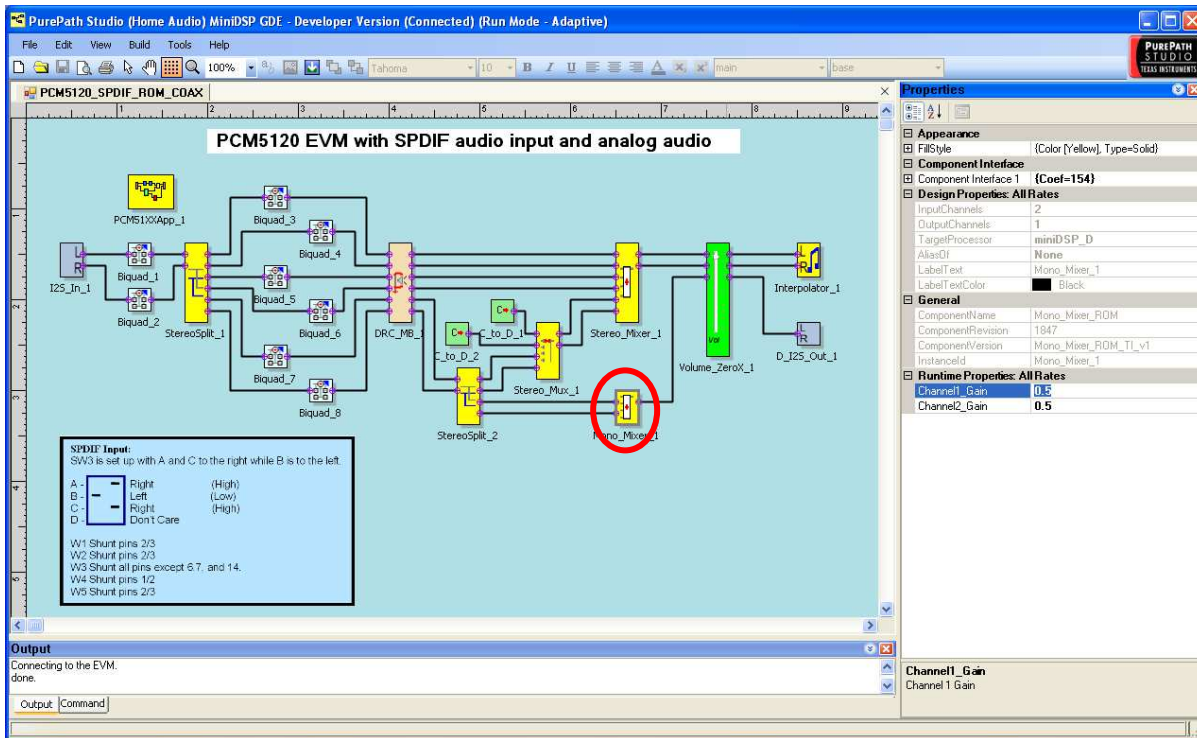 PurePath Studio (Home Audio) MiniDSP GDE - Developer Version (Connected) (Run Mode - Adaptive)
File Edit View Build Tools Help
PUREPATH
STUDIO
TEXAS INSTRUMENTS
100% Tahoma 10 B I U main base
PCM5120_SPDIF_ROM_COAX
1 2 3 4 5 6 7 8 9
PCM5120 EVM with SPDIF audio input and analog audio
PCM51XXApp_1
Biquad_3
Biquad_4
I2S_In_1
Biquad_1
Biquad_2
StereoSplit_1
Biquad_5
Biquad_6
Biquad_7
Biquad_8
DRC_MB_1
C_to_D_1
C_to_D_2
Stereo_Mux_1
StereoSplit_2
Stereo_Mixer_1
Mono_Mixer_1
Vol
Volume_ZeroX_1
Interpolator_1
D_I2S_Out_1
SPDIF Input:
SW3 is set up with A and C to the right while B is to the left.
A - Right (High)
B - Left (Low)
C - Right (High)
D - Don't Care
W1 Shunt pins 2/3
W2 Shunt pins 2/3
W3 Shunt all pins except 6.7, and 14.
W4 Shunt pins 1/2
W5 Shunt pins 2/3
Output
Connecting to the EVM.
done.
Output Command
Properties
Appearance
FillStyle {Color [Yellow], Type=Solid}
Component Interface
Component Interface 1 {Coef=154}
Design Properties: All Rates
InputChannels 2
OutputChannels 1
TargetProcessor miniDSP_D
AliasOf None
LabelText Mono_Mixer_1
LabelTextColor Black
General
ComponentName Mono_Mixer_ROM
ComponentRevision 1847
ComponentVersion Mono_Mixer_ROM_TI_v1
InstanceId Mono_Mixer_1
Runtime Properties: All Rates
Channel1_Gain 0.5
Channel2_Gain 0.5
Channel1_Gain
Channel 1 Gain